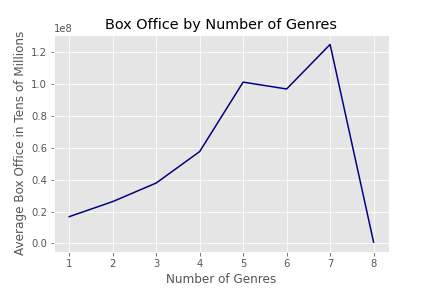 Box Office by Number of Genres
1e8
1.2
1.0
0.8
0.6
0.4
0.2
0.0
Average Box Office in Tens of Millions
1 2 3 4 5 6 7 8
Number of Genres